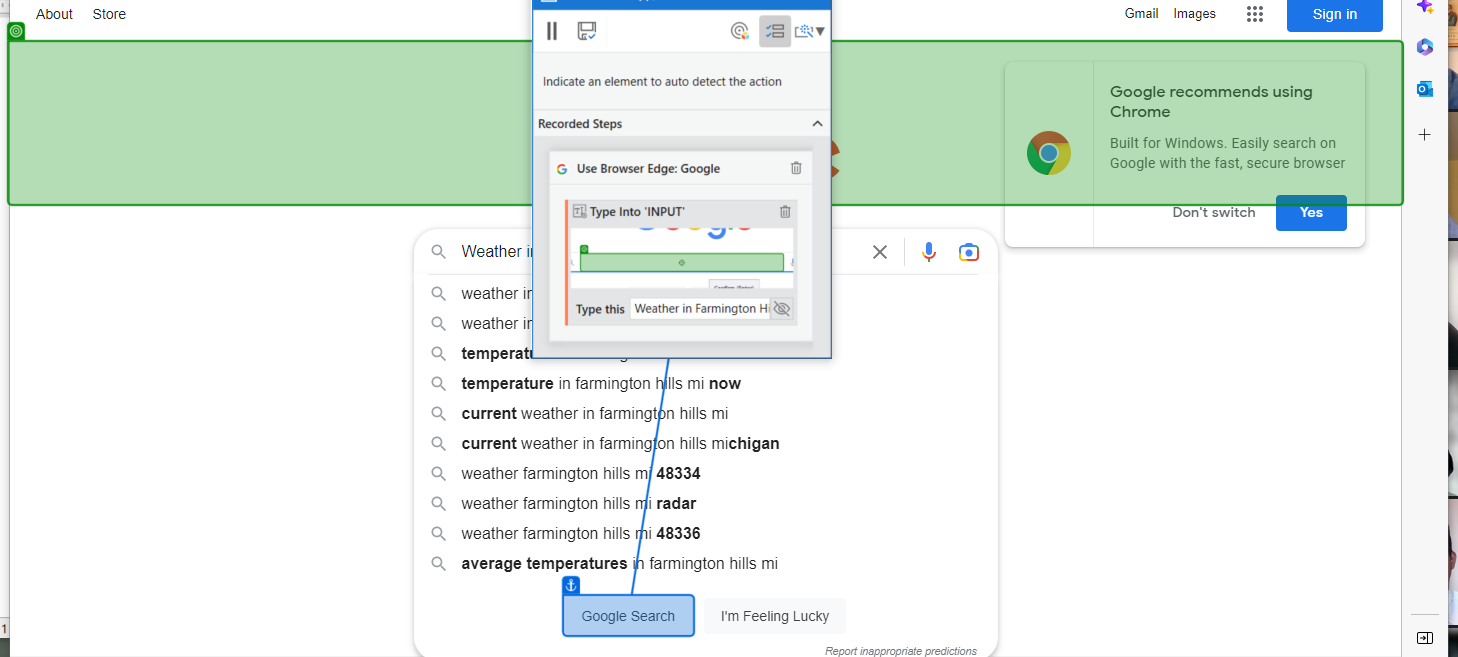 About Store
Gmail Images Sign in
Indicate an element to auto detect the action
Recorded Steps
Use Browser Edge: Google
Type Into 'INPUT'
Type this Weather in Farmington Hi
Google recommends using
Chrome
Built for Windows. Easily search on
Google with the fast, secure browser
Don't switch Yes
Weather i
weather in
weather in
temperat
temperature in farmington hills mi now
current weather in farmington hills mi
current weather in farmington hills michigan
weather farmington hills mi 48334
weather farmington hills mi radar
weather farmington hills mi 48336
average temperatures in farmington hills mi
Google Search I'm Feeling Lucky
Report inappropriate predictions
1